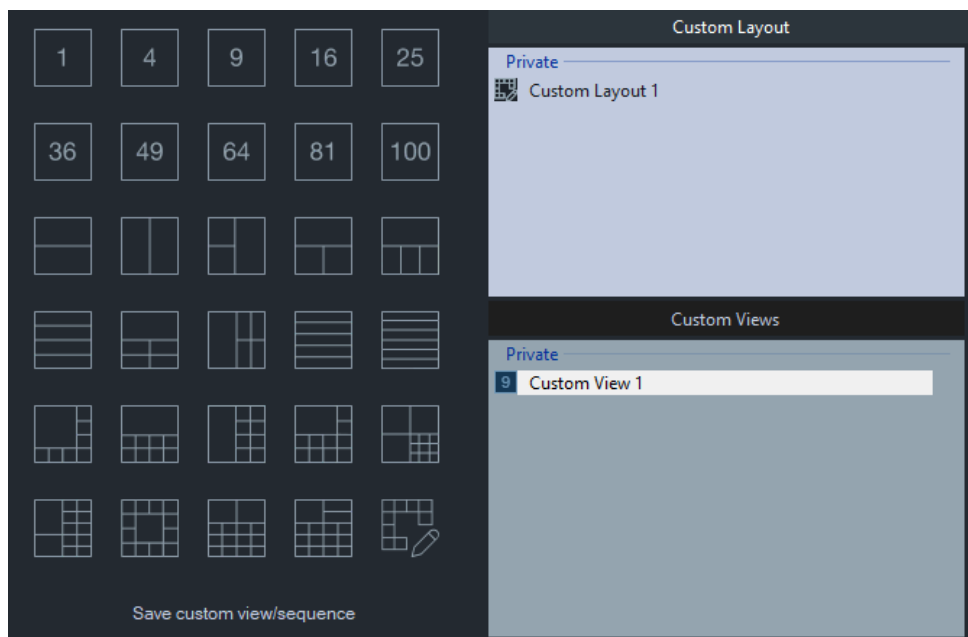 1 4 9 16 25
36 49 64 81 100
Save custom view/sequence
Custom Layout
Private
Custom Layout 1
Custom Views
Private
9 Custom View 1